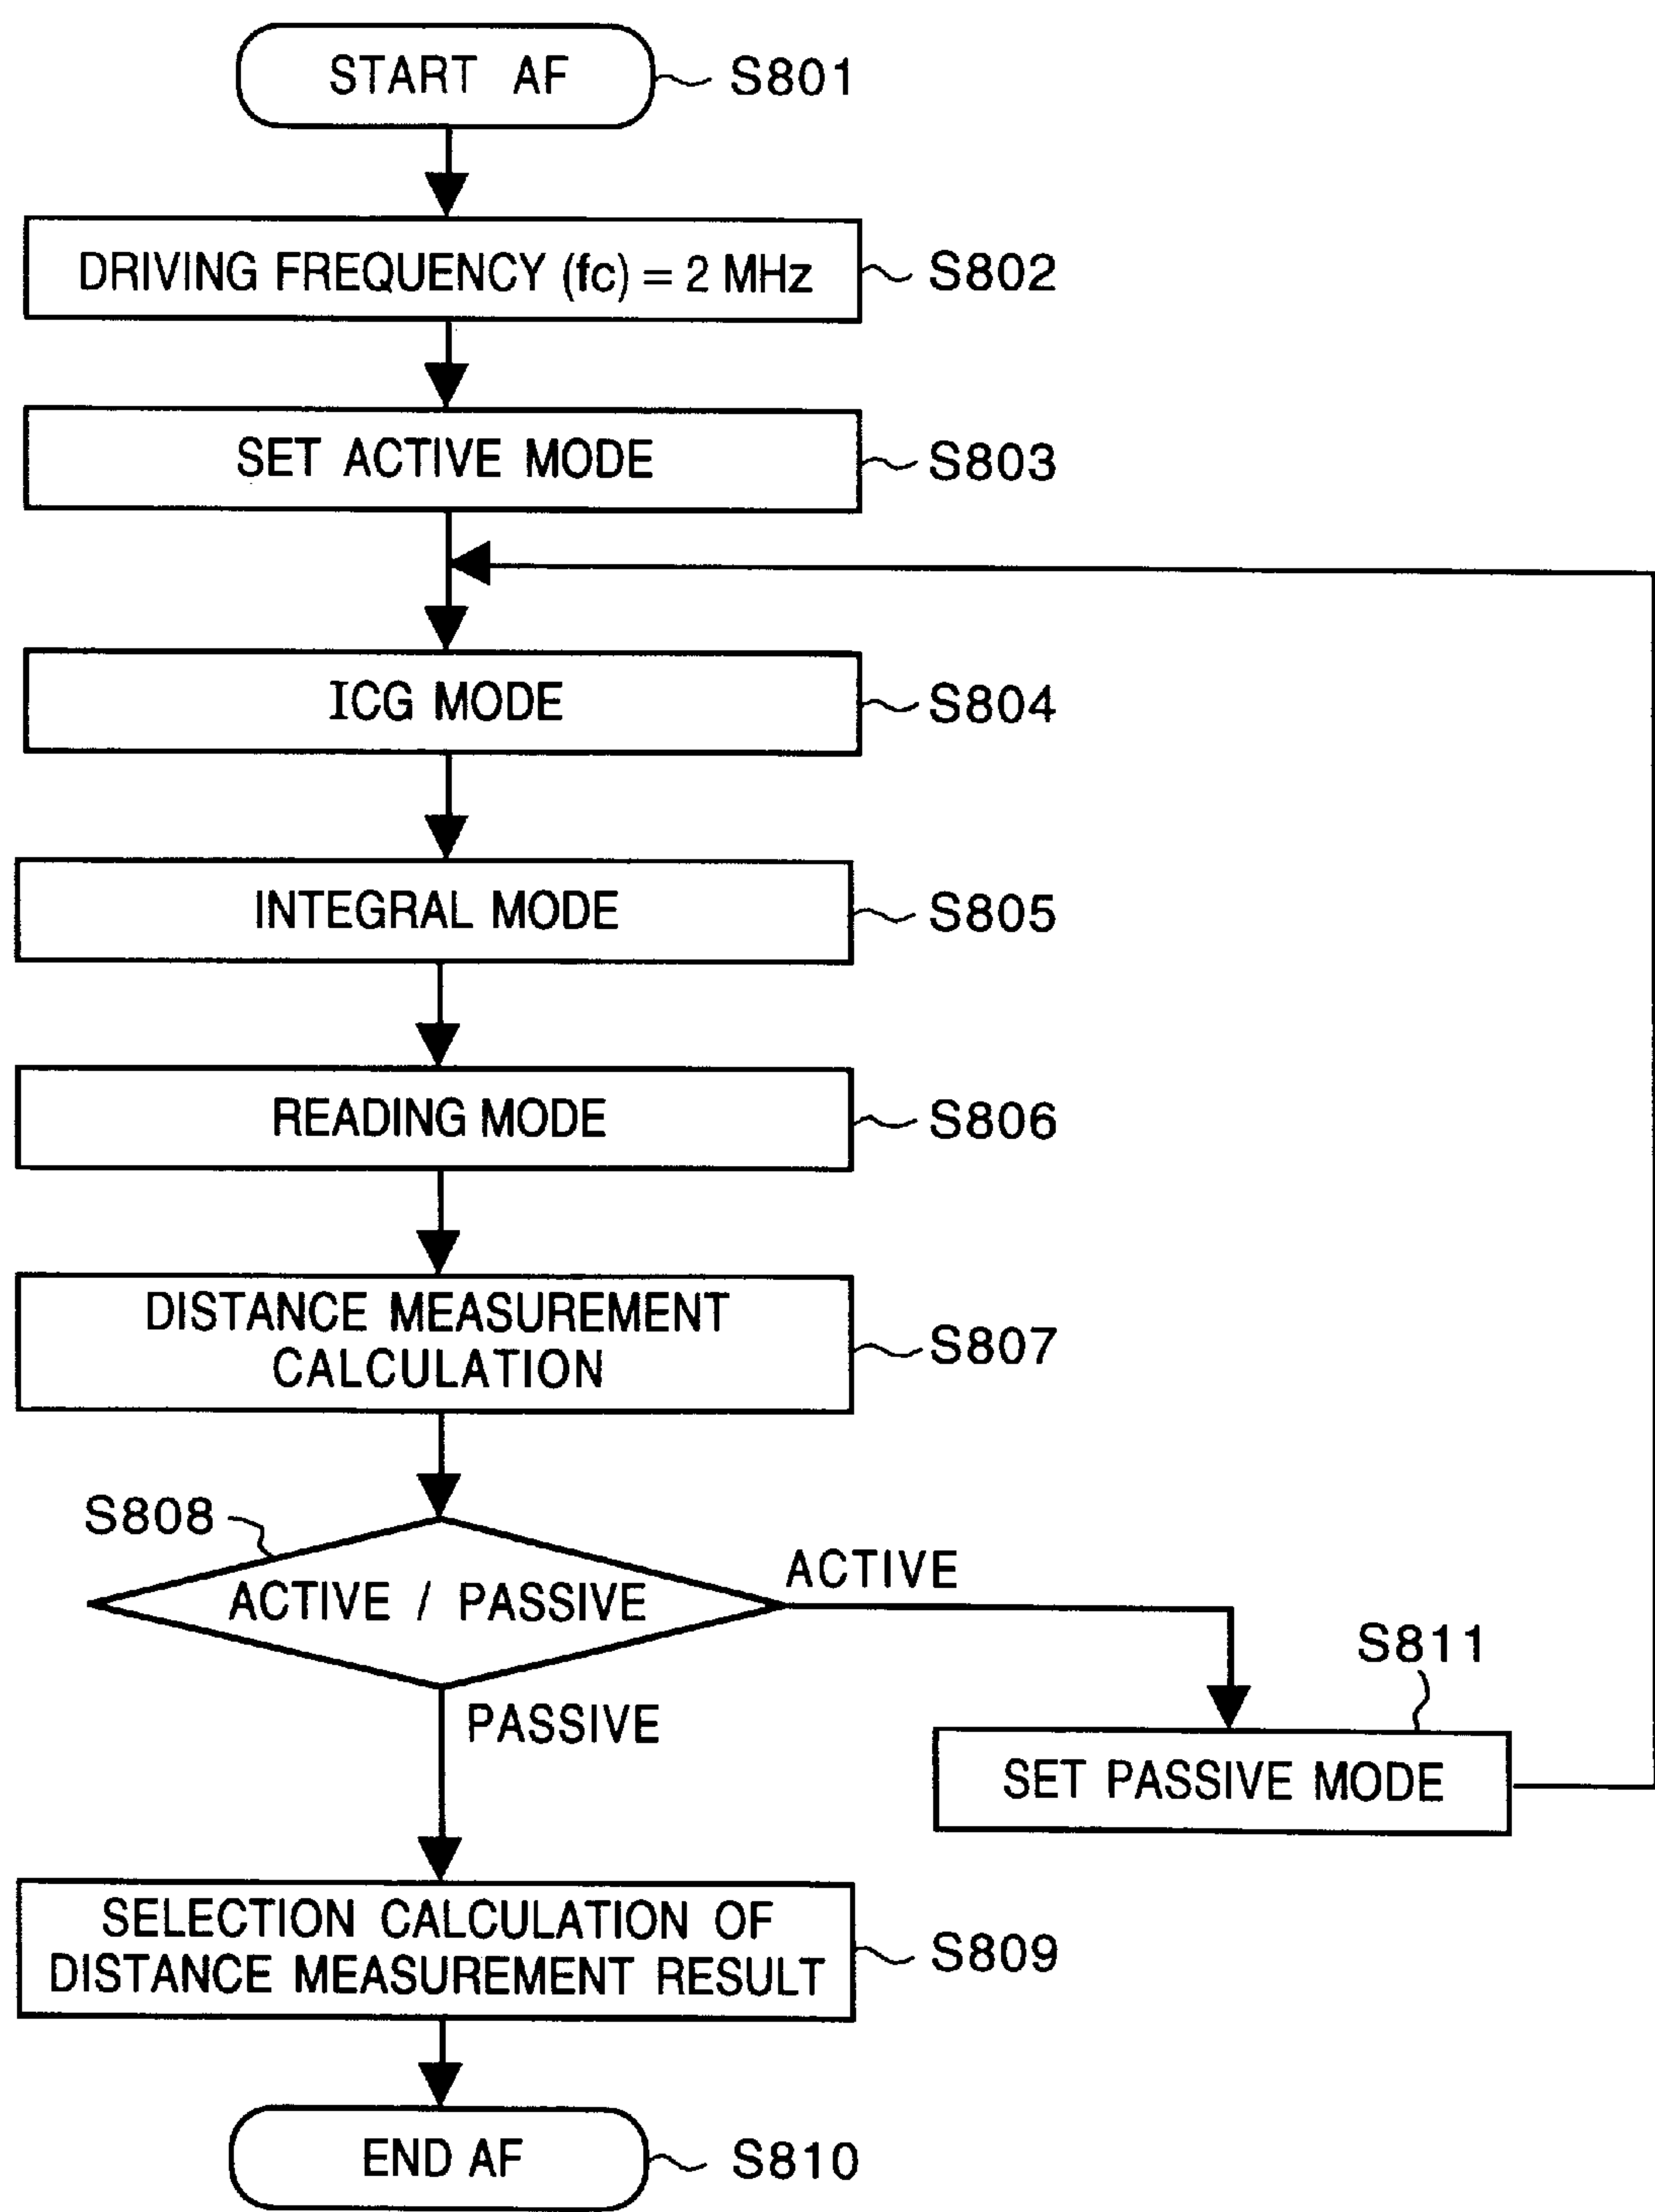 START AF
S801
DRIVING FREQUENCY (fc) = 2 MHz
S802
SET ACTIVE MODE
S803
ICG MODE
S804
INTEGRAL MODE
S805
READING MODE
S806
DISTANCE MEASUREMENT
CALCULATION
S807
S808
ACTIVE / PASSIVE
ACTIVE
PASSIVE
S811
SET PASSIVE MODE
SELECTION CALCULATION OF
DISTANCE MEASUREMENT RESULT
S809
END AF
S810